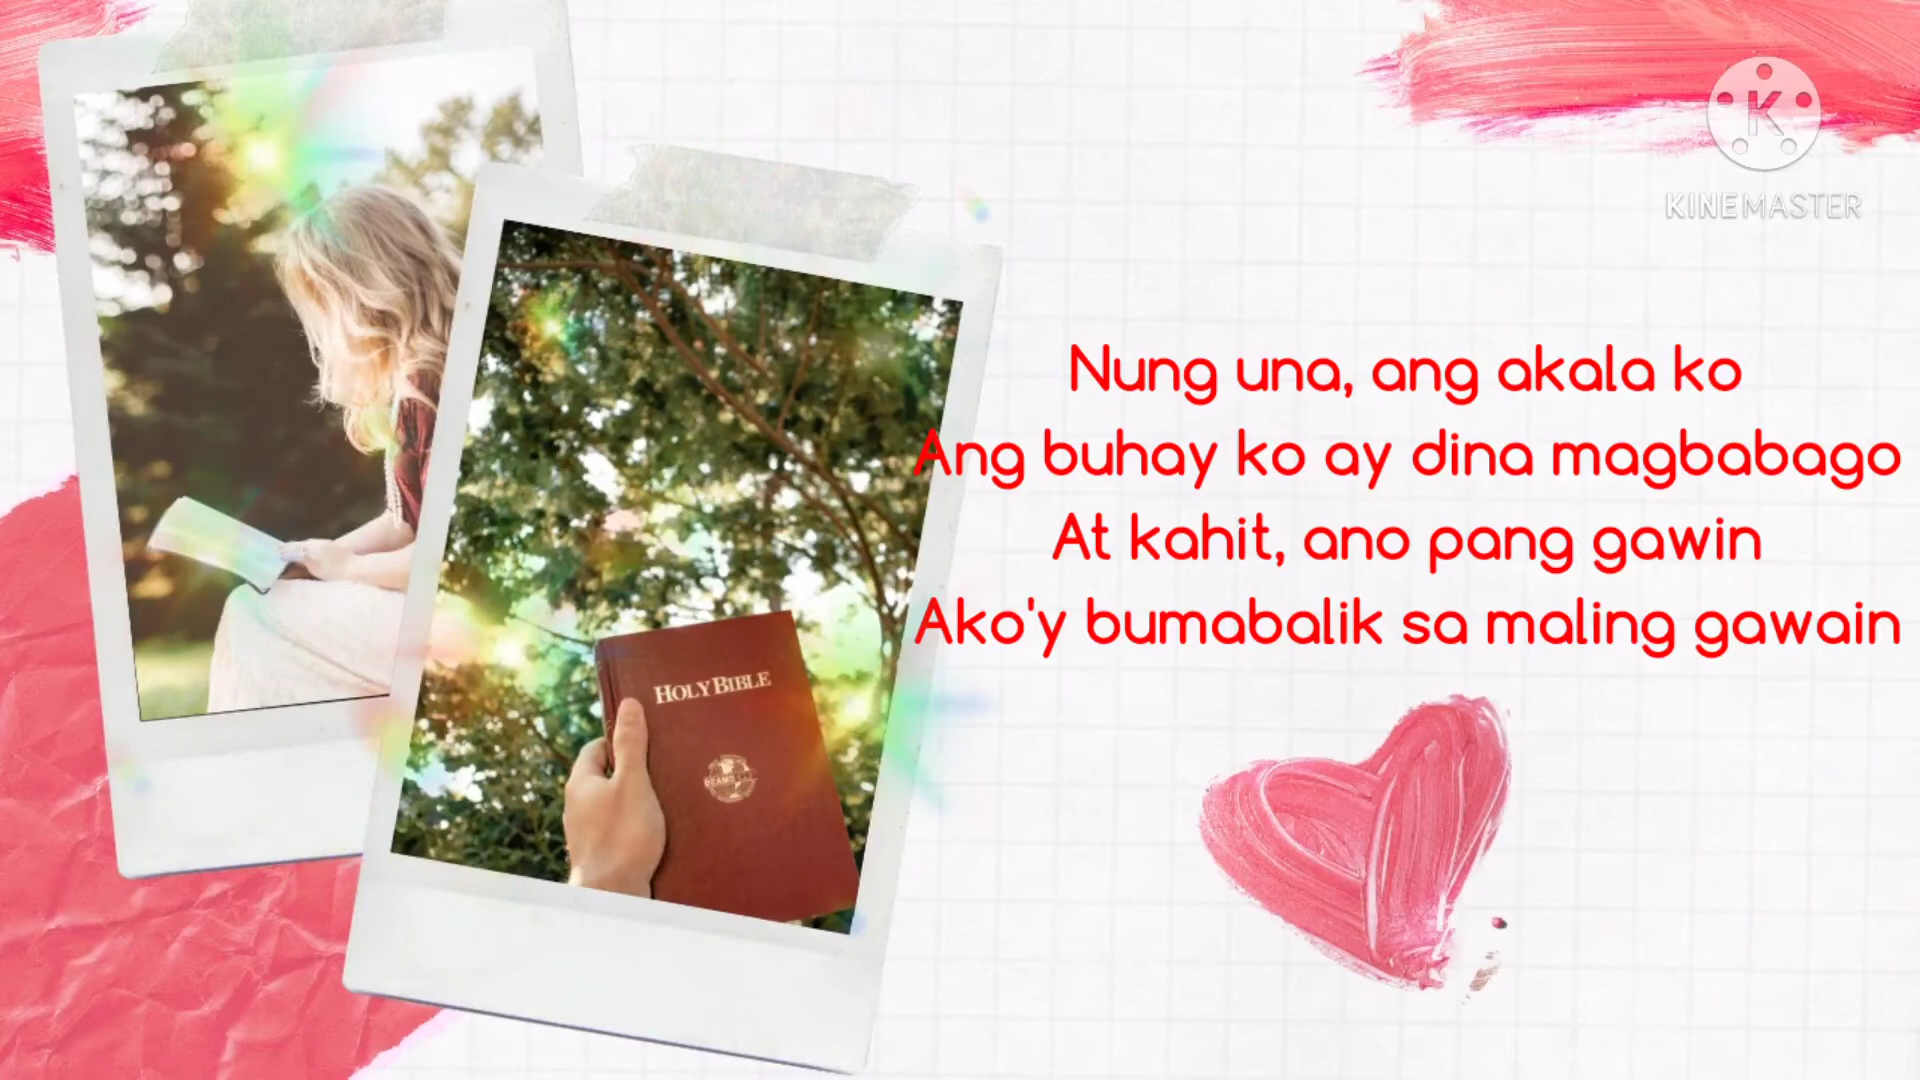 K
KINEMASTER
Nung una, ang akala ko
Ang buhay ko ay dina magbabago
At kahit, ano pang gawin
Ako'y bumabalik sa maling gawain
HOLY BIBLE